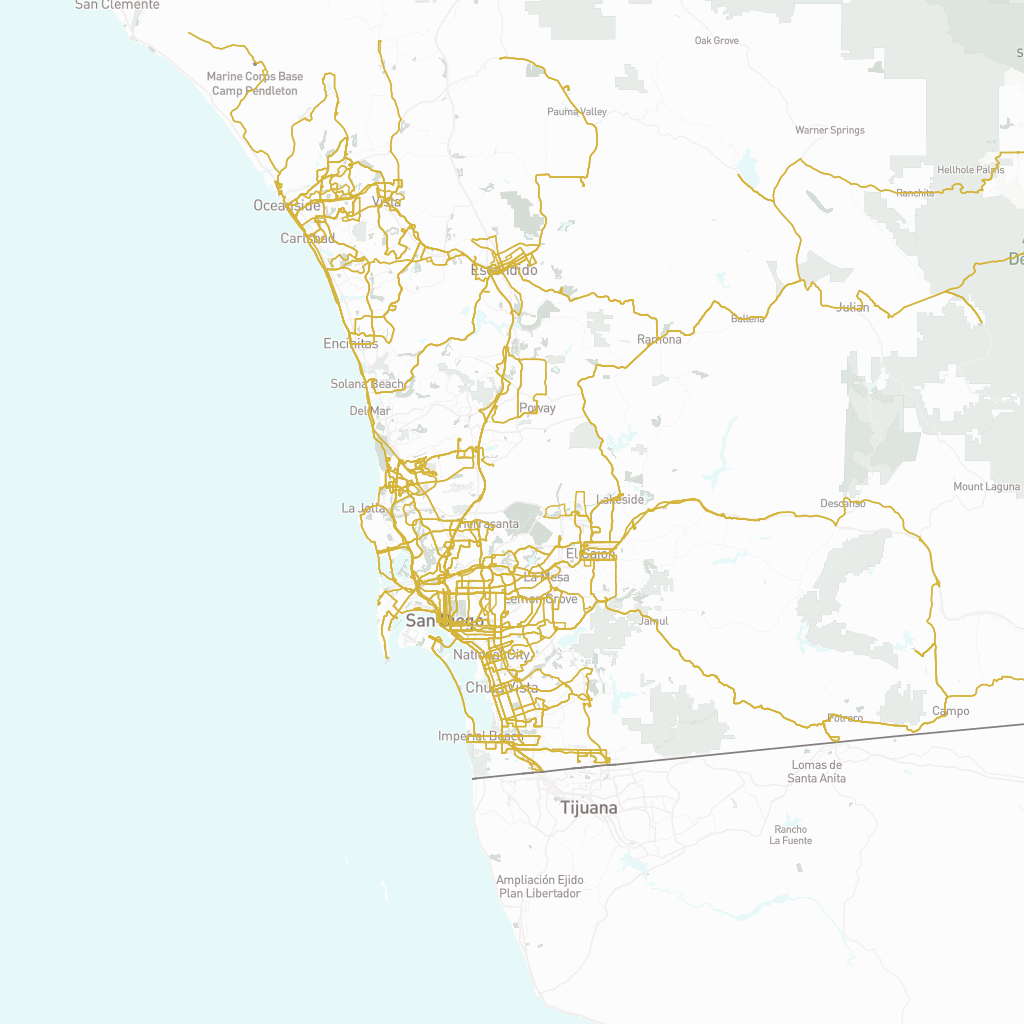 San Clemente
Oak Grove
Marine Corps Base
Camp Pendleton
Pauma Valley
Warner Springs
Hellhole Palms
Ranchita
Vista
Oceanside
Carlsbad
Escondido
Julian
Ballena
Ramona
Encinitas
Solana Beach
Del Mar
Poway
Mount Laguna
Lakeside
Descanso
La Jolla
Tierrasanta
El Cajon
La Mesa
Lemon Grove
San Diego
Jamul
National City
Chula Vista
Campo
Potrero
Imperial Beach
Lomas de
Santa Anita
Tijuana
Rancho
La Fuente
Ampliación Ejido
Plan Libertador